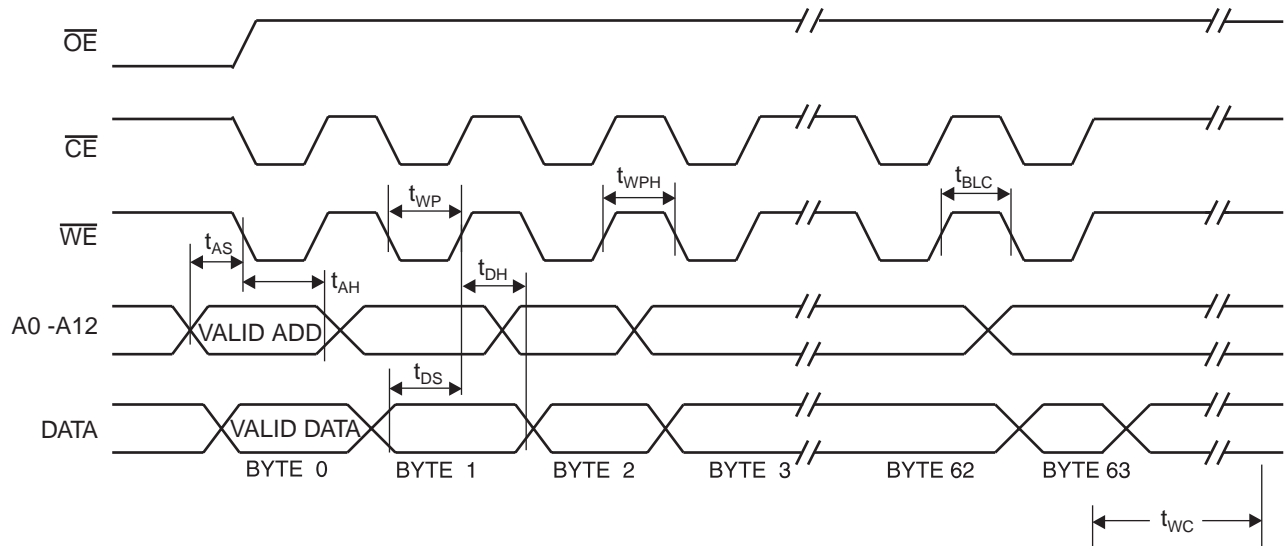 OE
CE
tWP
tWPH
tBLC
WE
tAS
tAH
tDH
A0 -A12
VALID ADD
tDS
DATA
VALID DATA
BYTE 0
BYTE 1
BYTE 2
BYTE 3
BYTE 62
BYTE 63
tWC